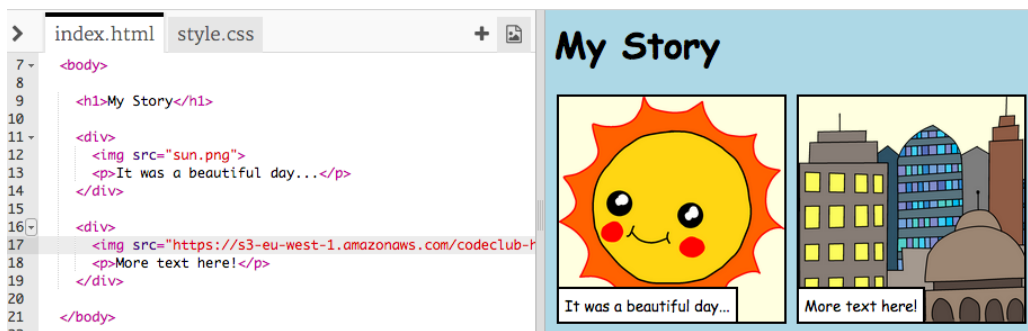 index.html style.css
7 <body>
8
9 <h1>My Story</h1>
10
11 <div>
12 <img src="sun.png">
13 <p>It was a beautiful day...</p>
14 </div>
15
16 <div>
17 <img src="https://s3-eu-west-1.amazonaws.com/codeclub-h
18 <p>More text here!</p>
19 </div>
20
21 </body>
My Story
It was a beautiful day...
More text here!